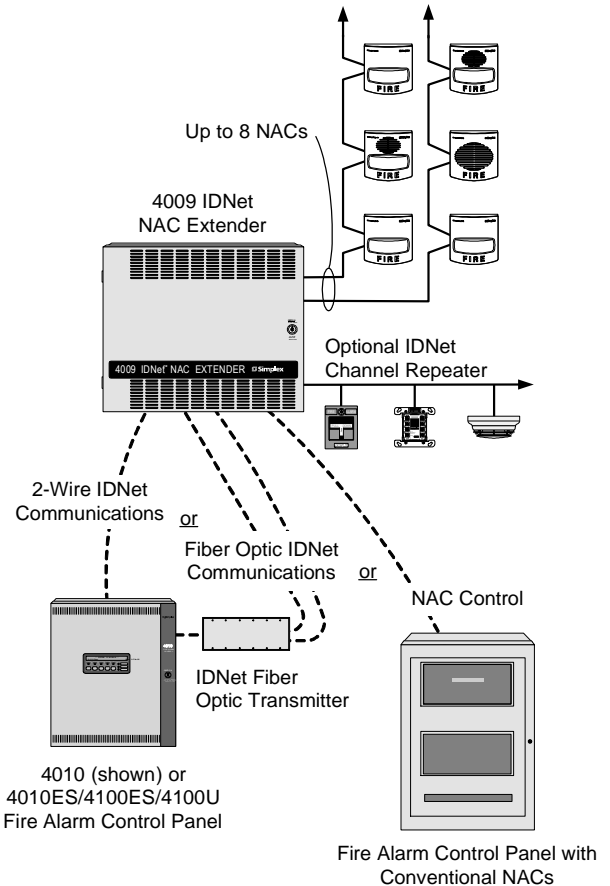 FIRE
FIRE
Up to 8 NACs
FIRE
FIRE
4009 IDNet
NAC Extender
FIRE
FIRE
4009 IDNet™ NAC EXTENDER Simplex
Optional IDNet
Channel Repeater
2-Wire IDNet
Communications
or
Fiber Optic IDNet
Communications
or
NAC Control
IDNet Fiber
Optic Transmitter
4010 (shown) or
4010ES/4100ES/4100U
Fire Alarm Control Panel
Fire Alarm Control Panel with
Conventional NACs